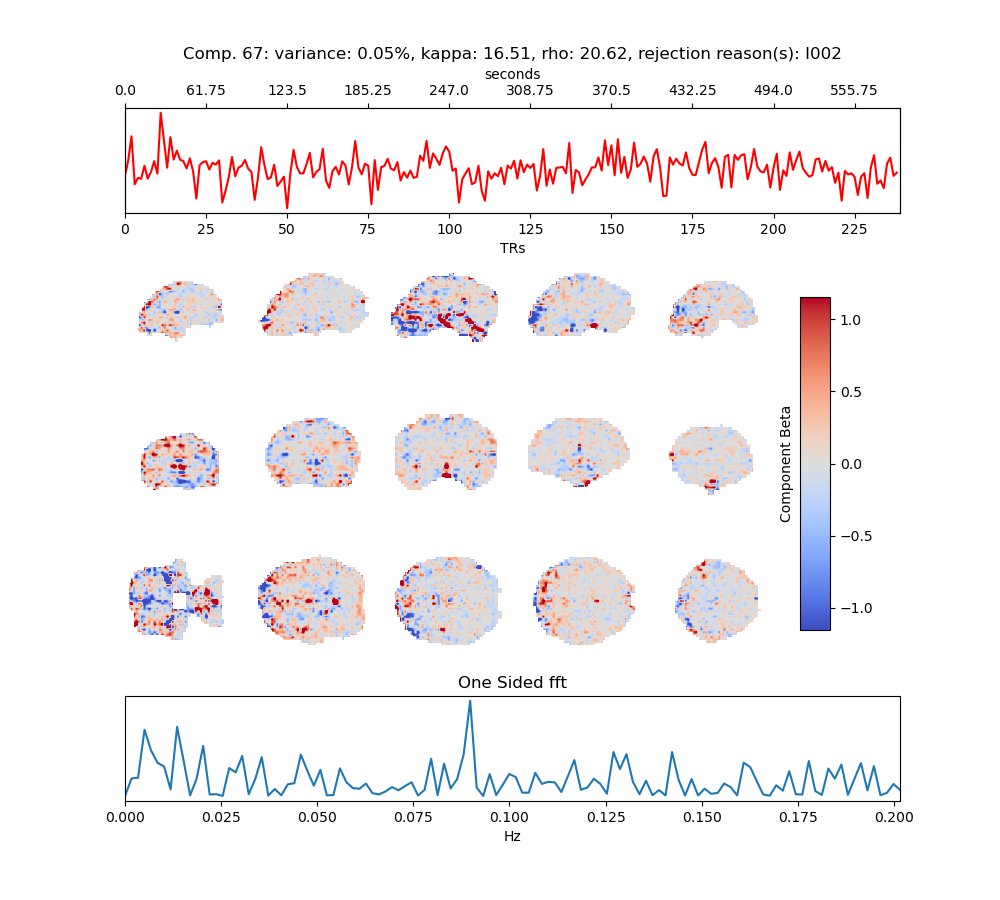 Comp. 67: variance: 0.05%, kappa: 16.51, rho: 20.62, rejection reason(s): I002
seconds
0.0 61.75 123.5 185.25 247.0 308.75 370.5 432.25 494.0 555.75
0 25 50 75 100 125 150 175 200 225
TRs
1.0
0.5
0.0
−0.5
−1.0
Component Beta
One Sided fft
0.000 0.025 0.050 0.075 0.100 0.125 0.150 0.175 0.200
Hz